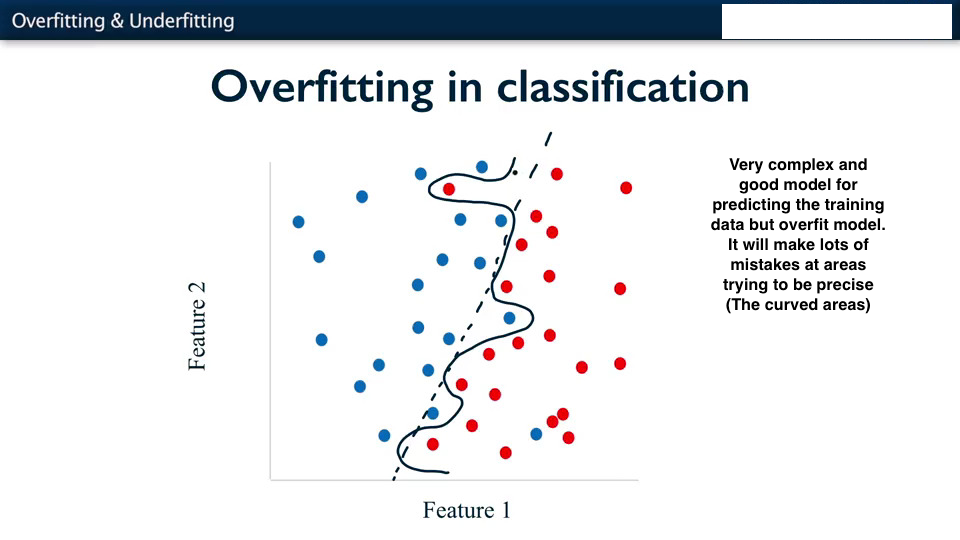 Overfitting & Underfitting
Overfitting in classification
Very complex and
good model for
predicting the training
data but overfit model.
It will make lots of
mistakes at areas
trying to be precise
(The curved areas)
Feature 2
Feature 1